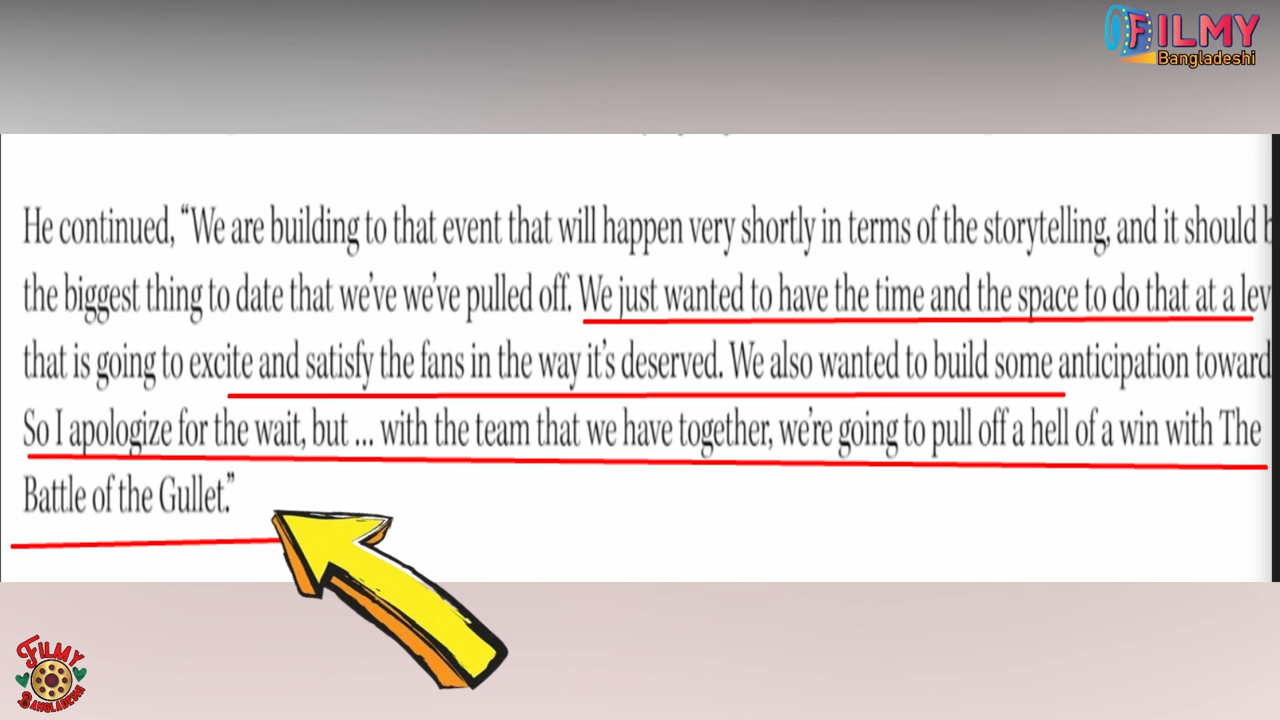 FILMY
Bangladeshi
He continued, “We are building to that event that will happen very shortly in terms of the storytelling, and it should
the biggest thing to date that we’ve we’ve pulled off. We just wanted to have the time and the space to do that at a lev
that is going to excite and satisfy the fans in the way it’s deserved. We also wanted to build some anticipation toward
So I apologize for the wait, but ... with the team that we have together, we’re going to pull off a hell of a win with The
Battle of the Gullet.”
FILMY
BANGLADESHI